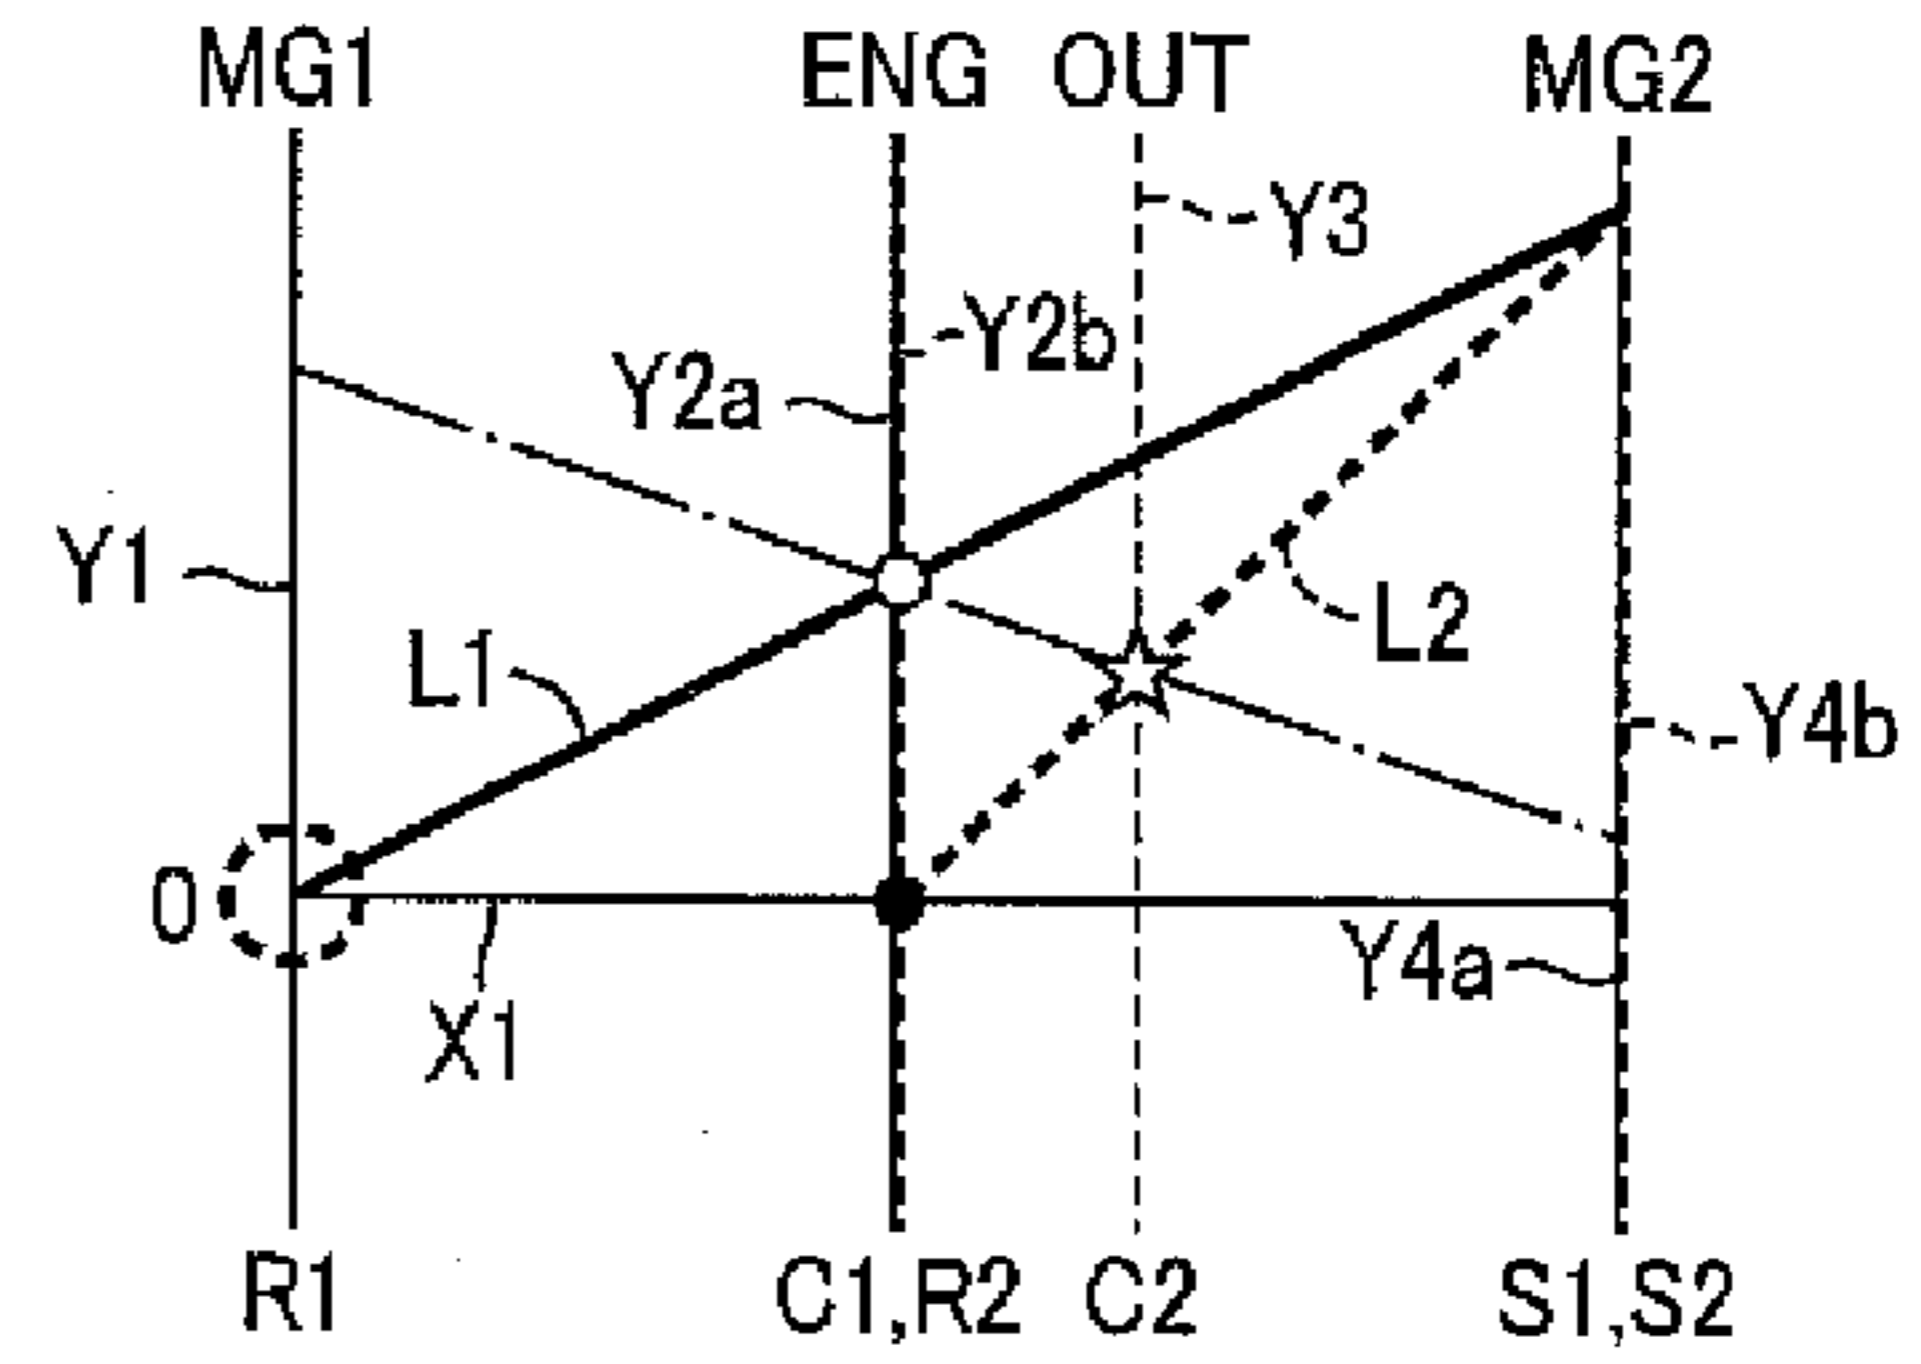 MG1 ENG OUT MG2
Y3
Y2b
Y2a
Y1
L1
L2
Y4b
0
Y4a
X1
R1 C1,R2 C2 S1,S2